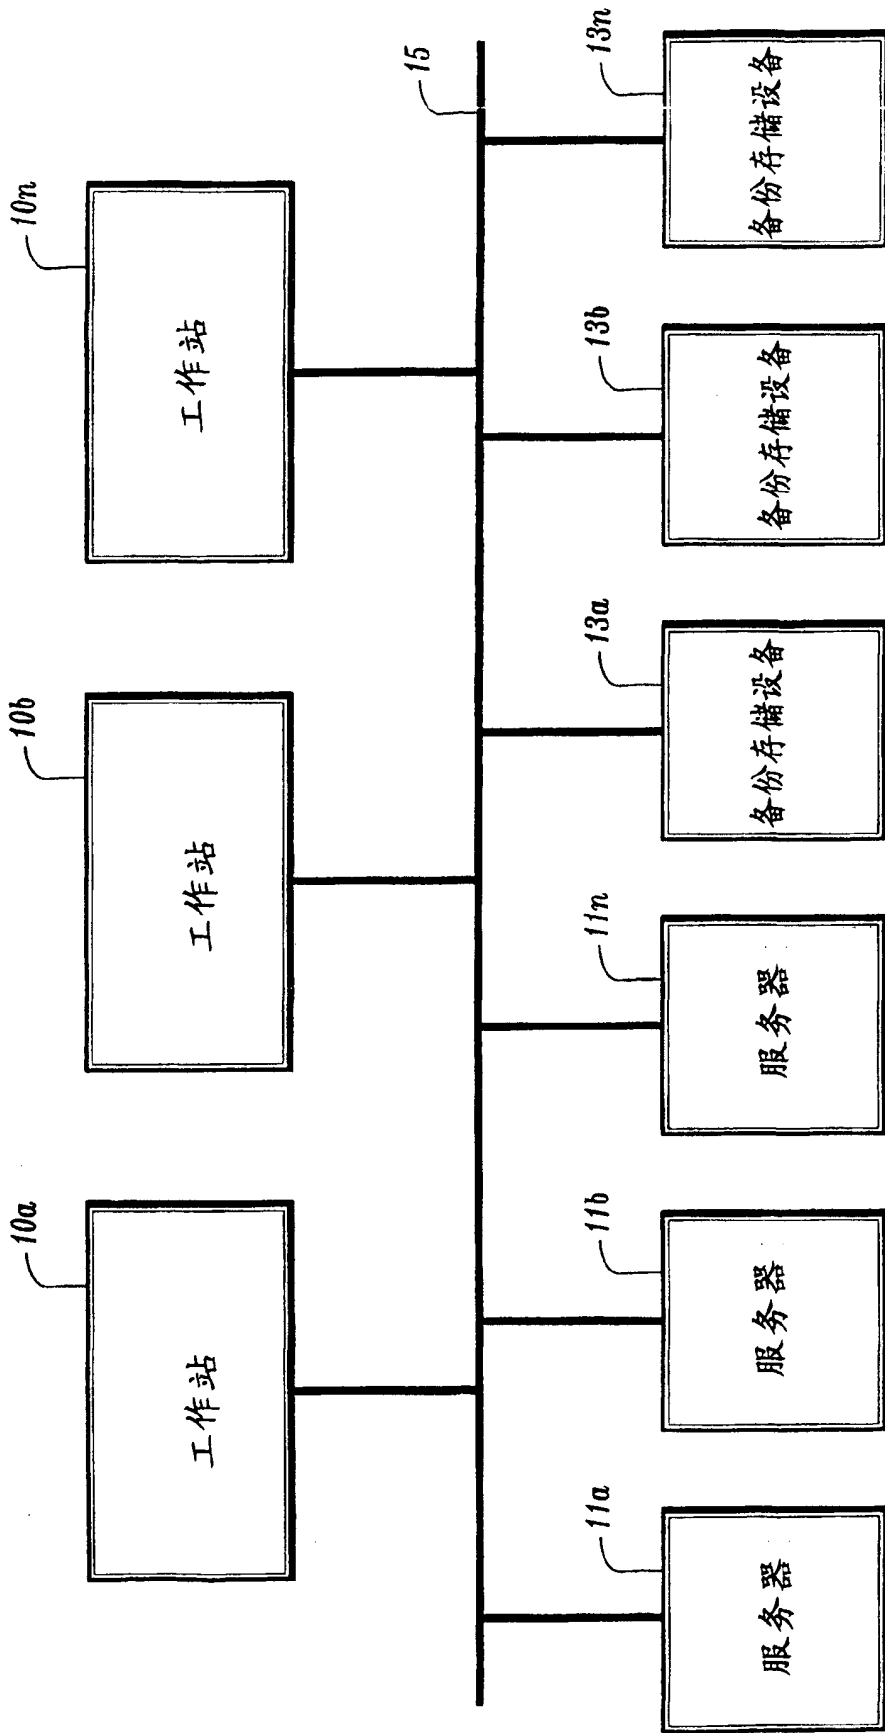 10a
10b
10n
工作站
工作站
工作站
15
11a
11b
11n
13a
13b
13n
服务器
服务器
服务器
备份存储设备
备份存储设备
备份存储设备